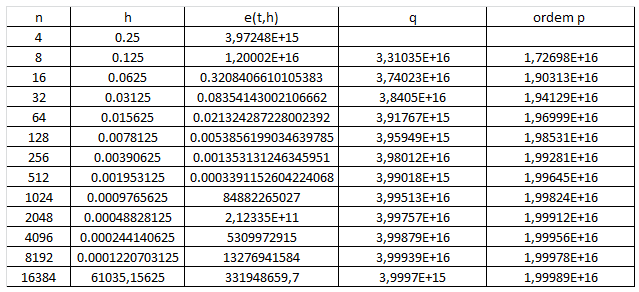 n h e(t,h) q ordem p
4 0.25 3,97248E+15
8 0.125 1,20002E+16 3,31035E+16 1,72698E+16
16 0.0625 0.3208406610105383 3,74023E+16 1,90313E+16
32 0.03125 0.08354143002106662 3,8405E+16 1,94129E+16
64 0.015625 0.021324287228002392 3,91767E+15 1,96999E+16
128 0.0078125 0.0053856199034639785 3,95949E+15 1,98531E+16
256 0.00390625 0.001353131246345951 3,98012E+16 1,99281E+16
512 0.001953125 0.0003391152604224068 3,99018E+15 1,99645E+16
1024 0.0009765625 84882265027 3,99513E+16 1,99824E+16
2048 0.00048828125 2,12335E+11 3,99757E+16 1,99912E+16
4096 0.000244140625 5309972915 3,99879E+16 1,99956E+16
8192 0.0001220703125 13276941584 3,99939E+16 1,99978E+16
16384 61035,15625 331948659,7 3,9997E+15 1,99989E+16